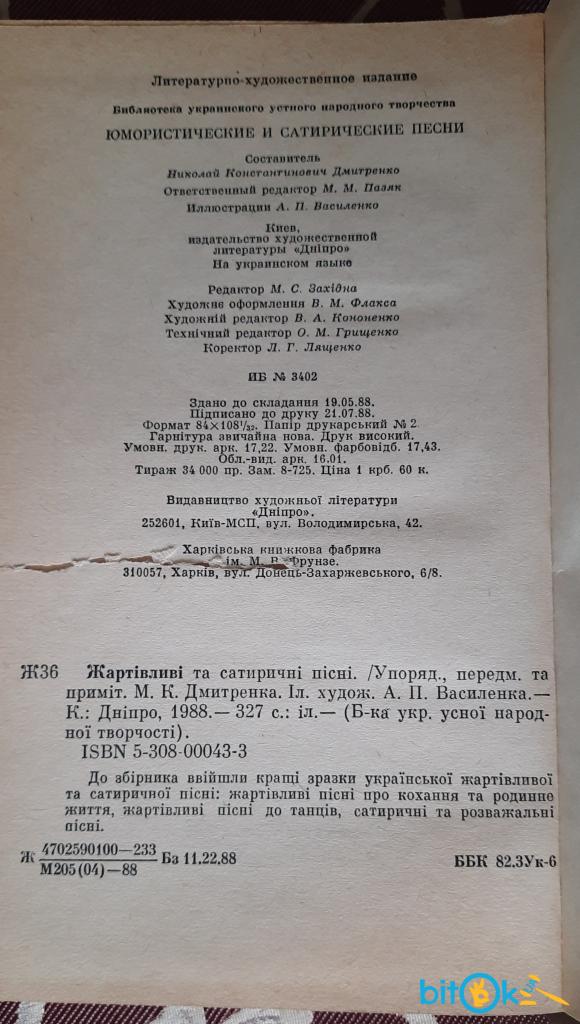 Литературно-художественное издание
Библиотека украинского устного народного творчества
ЮМОРИСТИЧЕСКИЕ И САТИРИЧЕСКИЕ ПЕСНИ
Составитель
Николай Константинович Дмитренко
Ответственный редактор М. М. Пазяк
Иллюстрации А. П. Василенко
Киев,
издательство художественной
литературы «Дніпро»
На украинском языке
Редактор М. С. Західна
Художнє оформлення В. М. Флакса
Художній редактор В. А. Кононенко
Технічний редактор О. М. Грищенко
Коректор Л. Г. Лященко
ИБ № 3402
Здано до складання 19.05.88.
Підписано до друку 21.07.88.
Формат 84×108¹/₃₂. Папір друкарський № 2.
Гарнітура звичайна нова. Друк високий.
Умовн. друк. арк. 17,22. Умовн. фарбовідб. 17,43.
Обл.-вид. арк. 16.01.
Тираж 34 000 пр. Зам. 8-725. Ціна 1 крб. 60 к.
Видавництво художньої літератури
«Дніпро».
252601, Київ-МСП, вул. Володимирська, 42.
Харківська книжкова фабрика
ім. М. В. Фрунзе.
310057, Харків, вул. Донець-Захаржевського, 6/8.
Ж36 Жартівливі та сатиричні пісні. /Упоряд., передм. та
приміт. М. К. Дмитренка. Іл. худож. А. П. Василенка.—
К.: Дніпро, 1988.— 327 с.: іл.— (Б-ка укр. усної народ-
ної творчості).
ISBN 5-308-00043-3
До збірника ввійшли кращі зразки української жартівливої
та сатиричної пісні: жартівливі пісні про кохання та родинне
життя, жартівливі пісні до танців, сатиричні та розважальні
пісні.
Ж 4702590100—233 / М205(04)—88 Бз 11.22.88 ББК 82.3Ук-6
bitok.ua